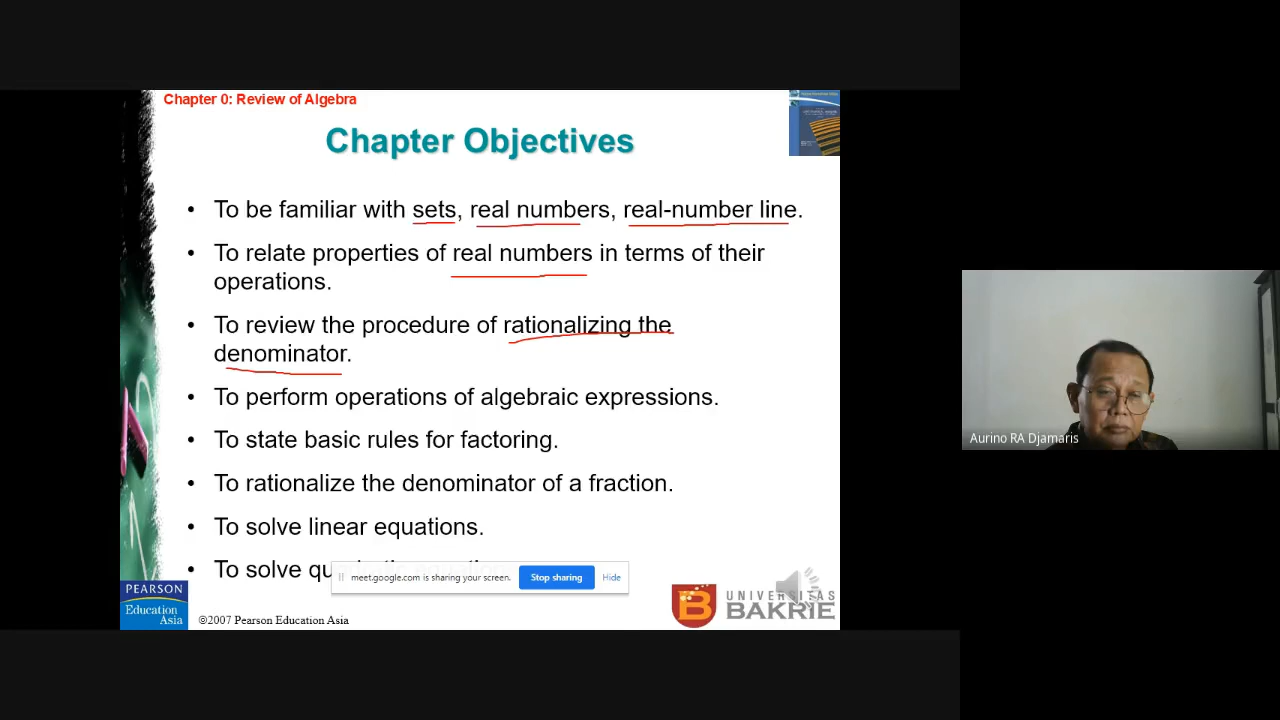 Chapter 0: Review of Algebra
Chapter Objectives
• To be familiar with sets, real numbers, real-number line.
• To relate properties of real numbers in terms of their
operations.
• To review the procedure of rationalizing the
denominator.
• To perform operations of algebraic expressions.
• To state basic rules for factoring.
• To rationalize the denominator of a fraction.
• To solve linear equations.
• To solve quadratic equations
meet.google.com is sharing your screen.
Stop sharing
Hide
PEARSON
Education
Asia
©2007 Pearson Education Asia
UNIVERSITAS
BAKRIE
Aurino RA Djamaris